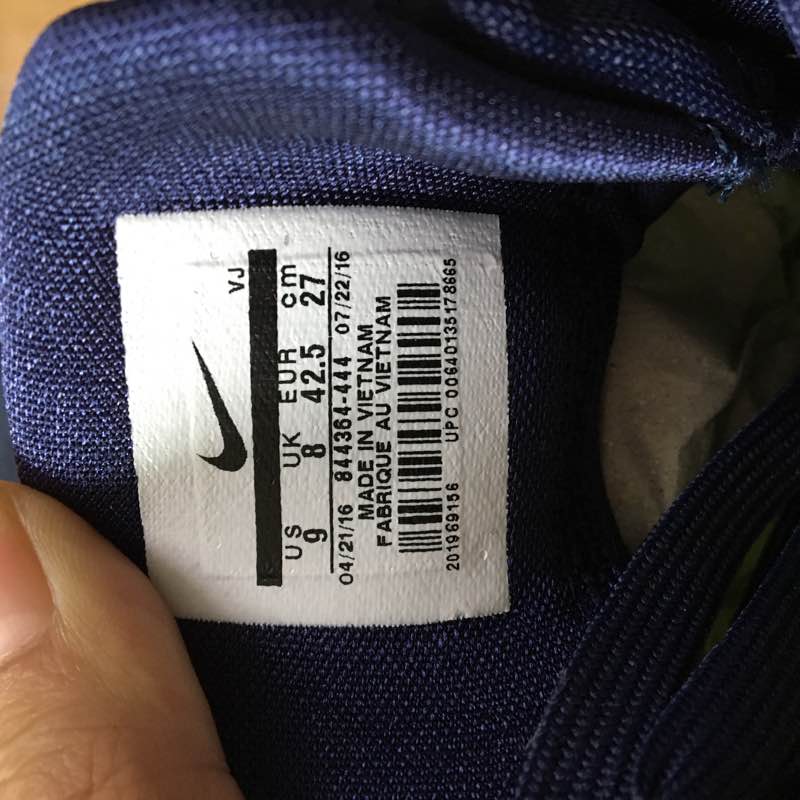 VJ
US UK EUR cm
9 8 42.5 27
04/21/16 844364-444 07/22/16
MADE IN VIETNAM
FABRIQUE AU VIETNAM
201969156 UPC 00640135178665